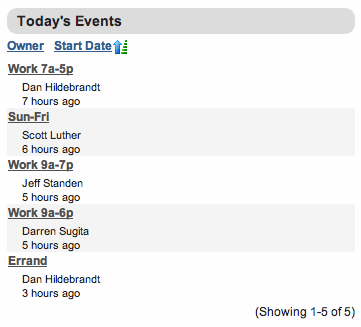 Today's Events
Owner Start Date
Work 7a-5p
Dan Hildebrandt
7 hours ago
Sun-Fri
Scott Luther
6 hours ago
Work 9a-7p
Jeff Standen
5 hours ago
Work 9a-6p
Darren Sugita
5 hours ago
Errand
Dan Hildebrandt
3 hours ago
(Showing 1-5 of 5)